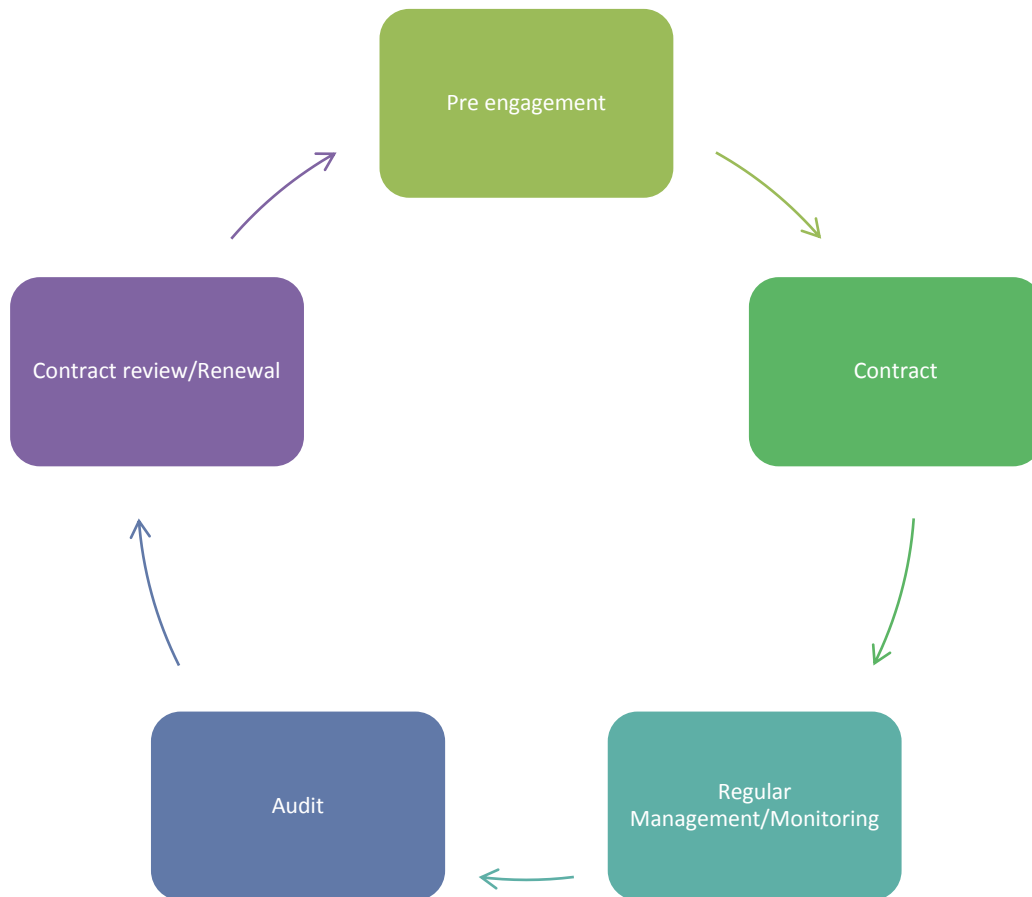 Pre engagement
Contract
Regular
Management/Monitoring
Audit
Contract review/Renewal